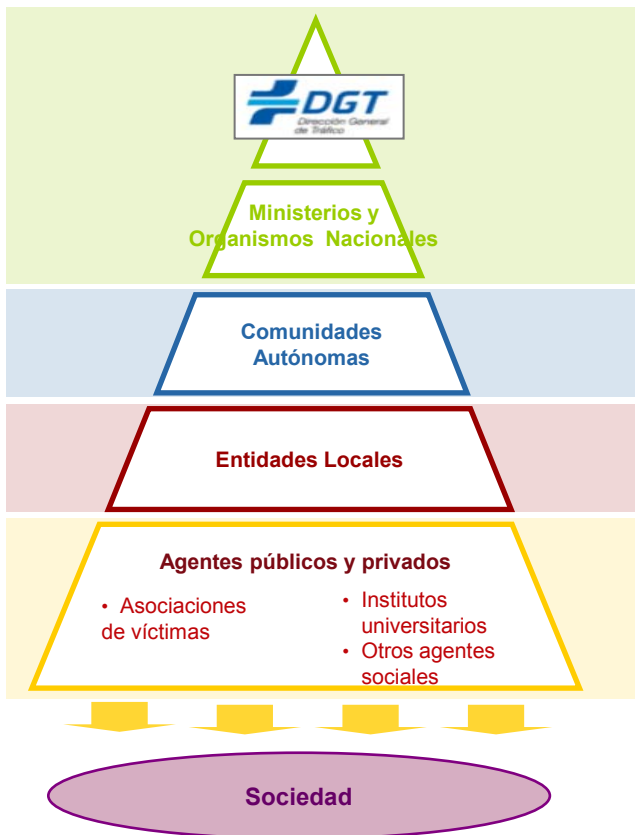 DGT
Dirección General
de Tráfico
Ministerios y
Organismos Nacionales
Comunidades
Autónomas
Entidades Locales
Agentes públicos y privados
• Asociaciones
de víctimas
• Institutos
universitarios
• Otros agentes
sociales
Sociedad